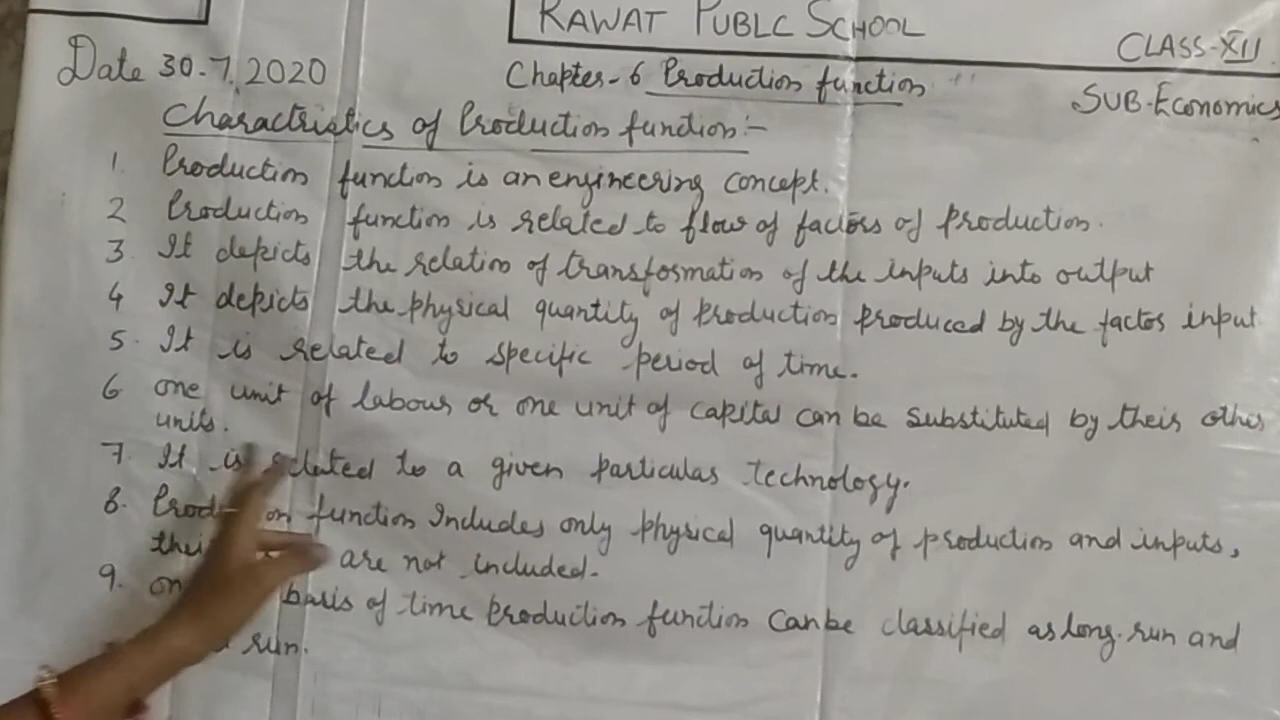 RAWAT PUBLC SCHOOL
CLASS-XII
Date 30.7.2020
Chapter-6 Production function
SUB-Economics
Charactristics of Production function:-
1. Production function is an engineering concept.
2 Production function is related to flow of factors of production.
3. It depicts the relation of transformation of the inputs into output
4 It depicts the physical quantity of production produced by the factor input
5. It is related to specific period of time.
6 one unit of labour or one unit of capital can be substituted by their other
units.
7. It is related to a given particular technology.
8. Production function Includes only physical quantity of production and inputs,
their are not included.
9. on basis of time production function can be classified as long-run and
run.